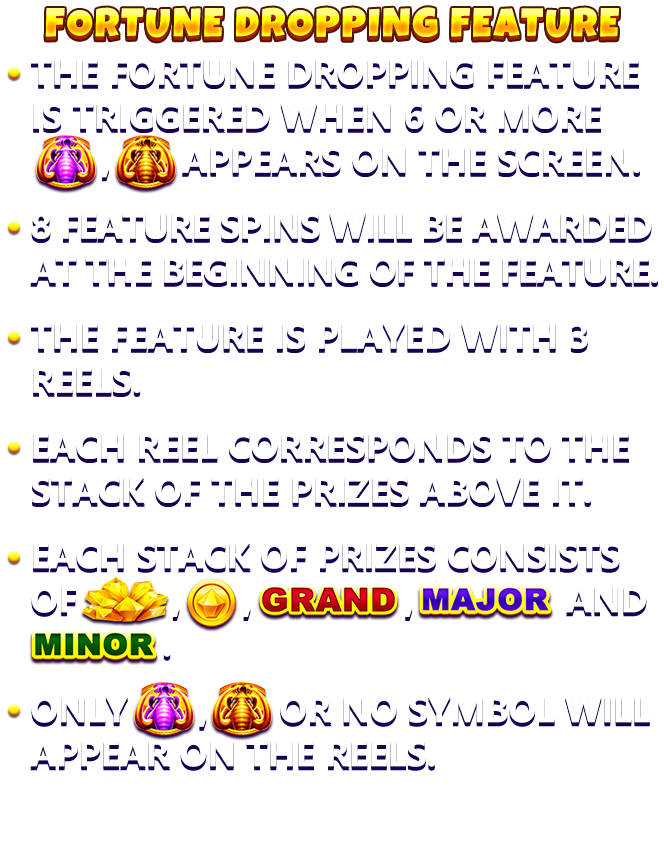 FORTUNE DROPPING FEATURE
• THE FORTUNE DROPPING FEATURE
IS TRIGGERED WHEN 6 OR MORE
, APPEARS ON THE SCREEN.
• 8 FEATURE SPINS WILL BE AWARDED
AT THE BEGINNING OF THE FEATURE.
• THE FEATURE IS PLAYED WITH 3
REELS.
• EACH REEL CORRESPONDS TO THE
STACK OF THE PRIZES ABOVE IT.
• EACH STACK OF PRIZES CONSISTS
OF , , GRAND , MAJOR AND
MINOR .
• ONLY , OR NO SYMBOL WILL
APPEAR ON THE REELS.